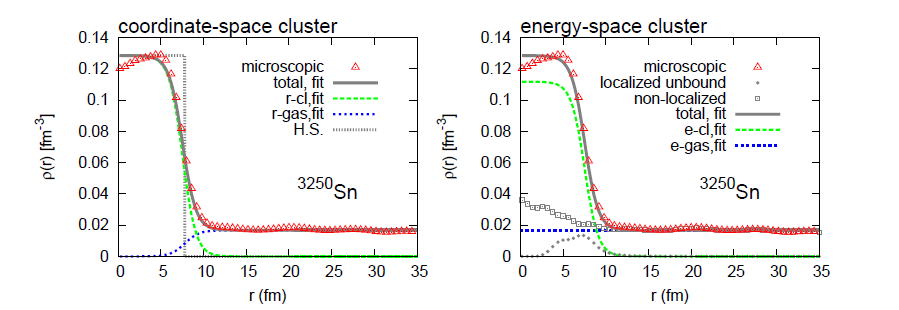 coordinate-space cluster
0.14
0.12
0.1
0.08
0.06
0.04
0.02
0
ρ(r) [fm⁻³]
microscopic
total, fit
r-cl,fit
r-gas,fit
H.S.
³²⁵⁰Sn
0 5 10 15 20 25 30 35
r (fm)
energy-space cluster
0.14
0.12
0.1
0.08
0.06
0.04
0.02
0
ρ(r) [fm⁻³]
microscopic
localized unbound
non-localized
total, fit
e-cl,fit
e-gas,fit
³²⁵⁰Sn
0 5 10 15 20 25 30 35
r (fm)